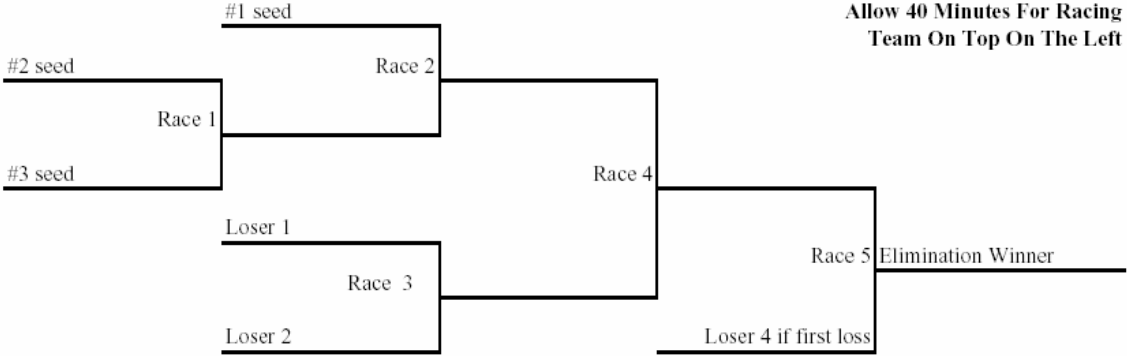 #1 seed
Allow 40 Minutes For Racing
Team On Top On The Left
#2 seed
Race 2
Race 1
#3 seed
Race 4
Loser 1
Race 5
Elimination Winner
Race 3
Loser 2
Loser 4 if first loss